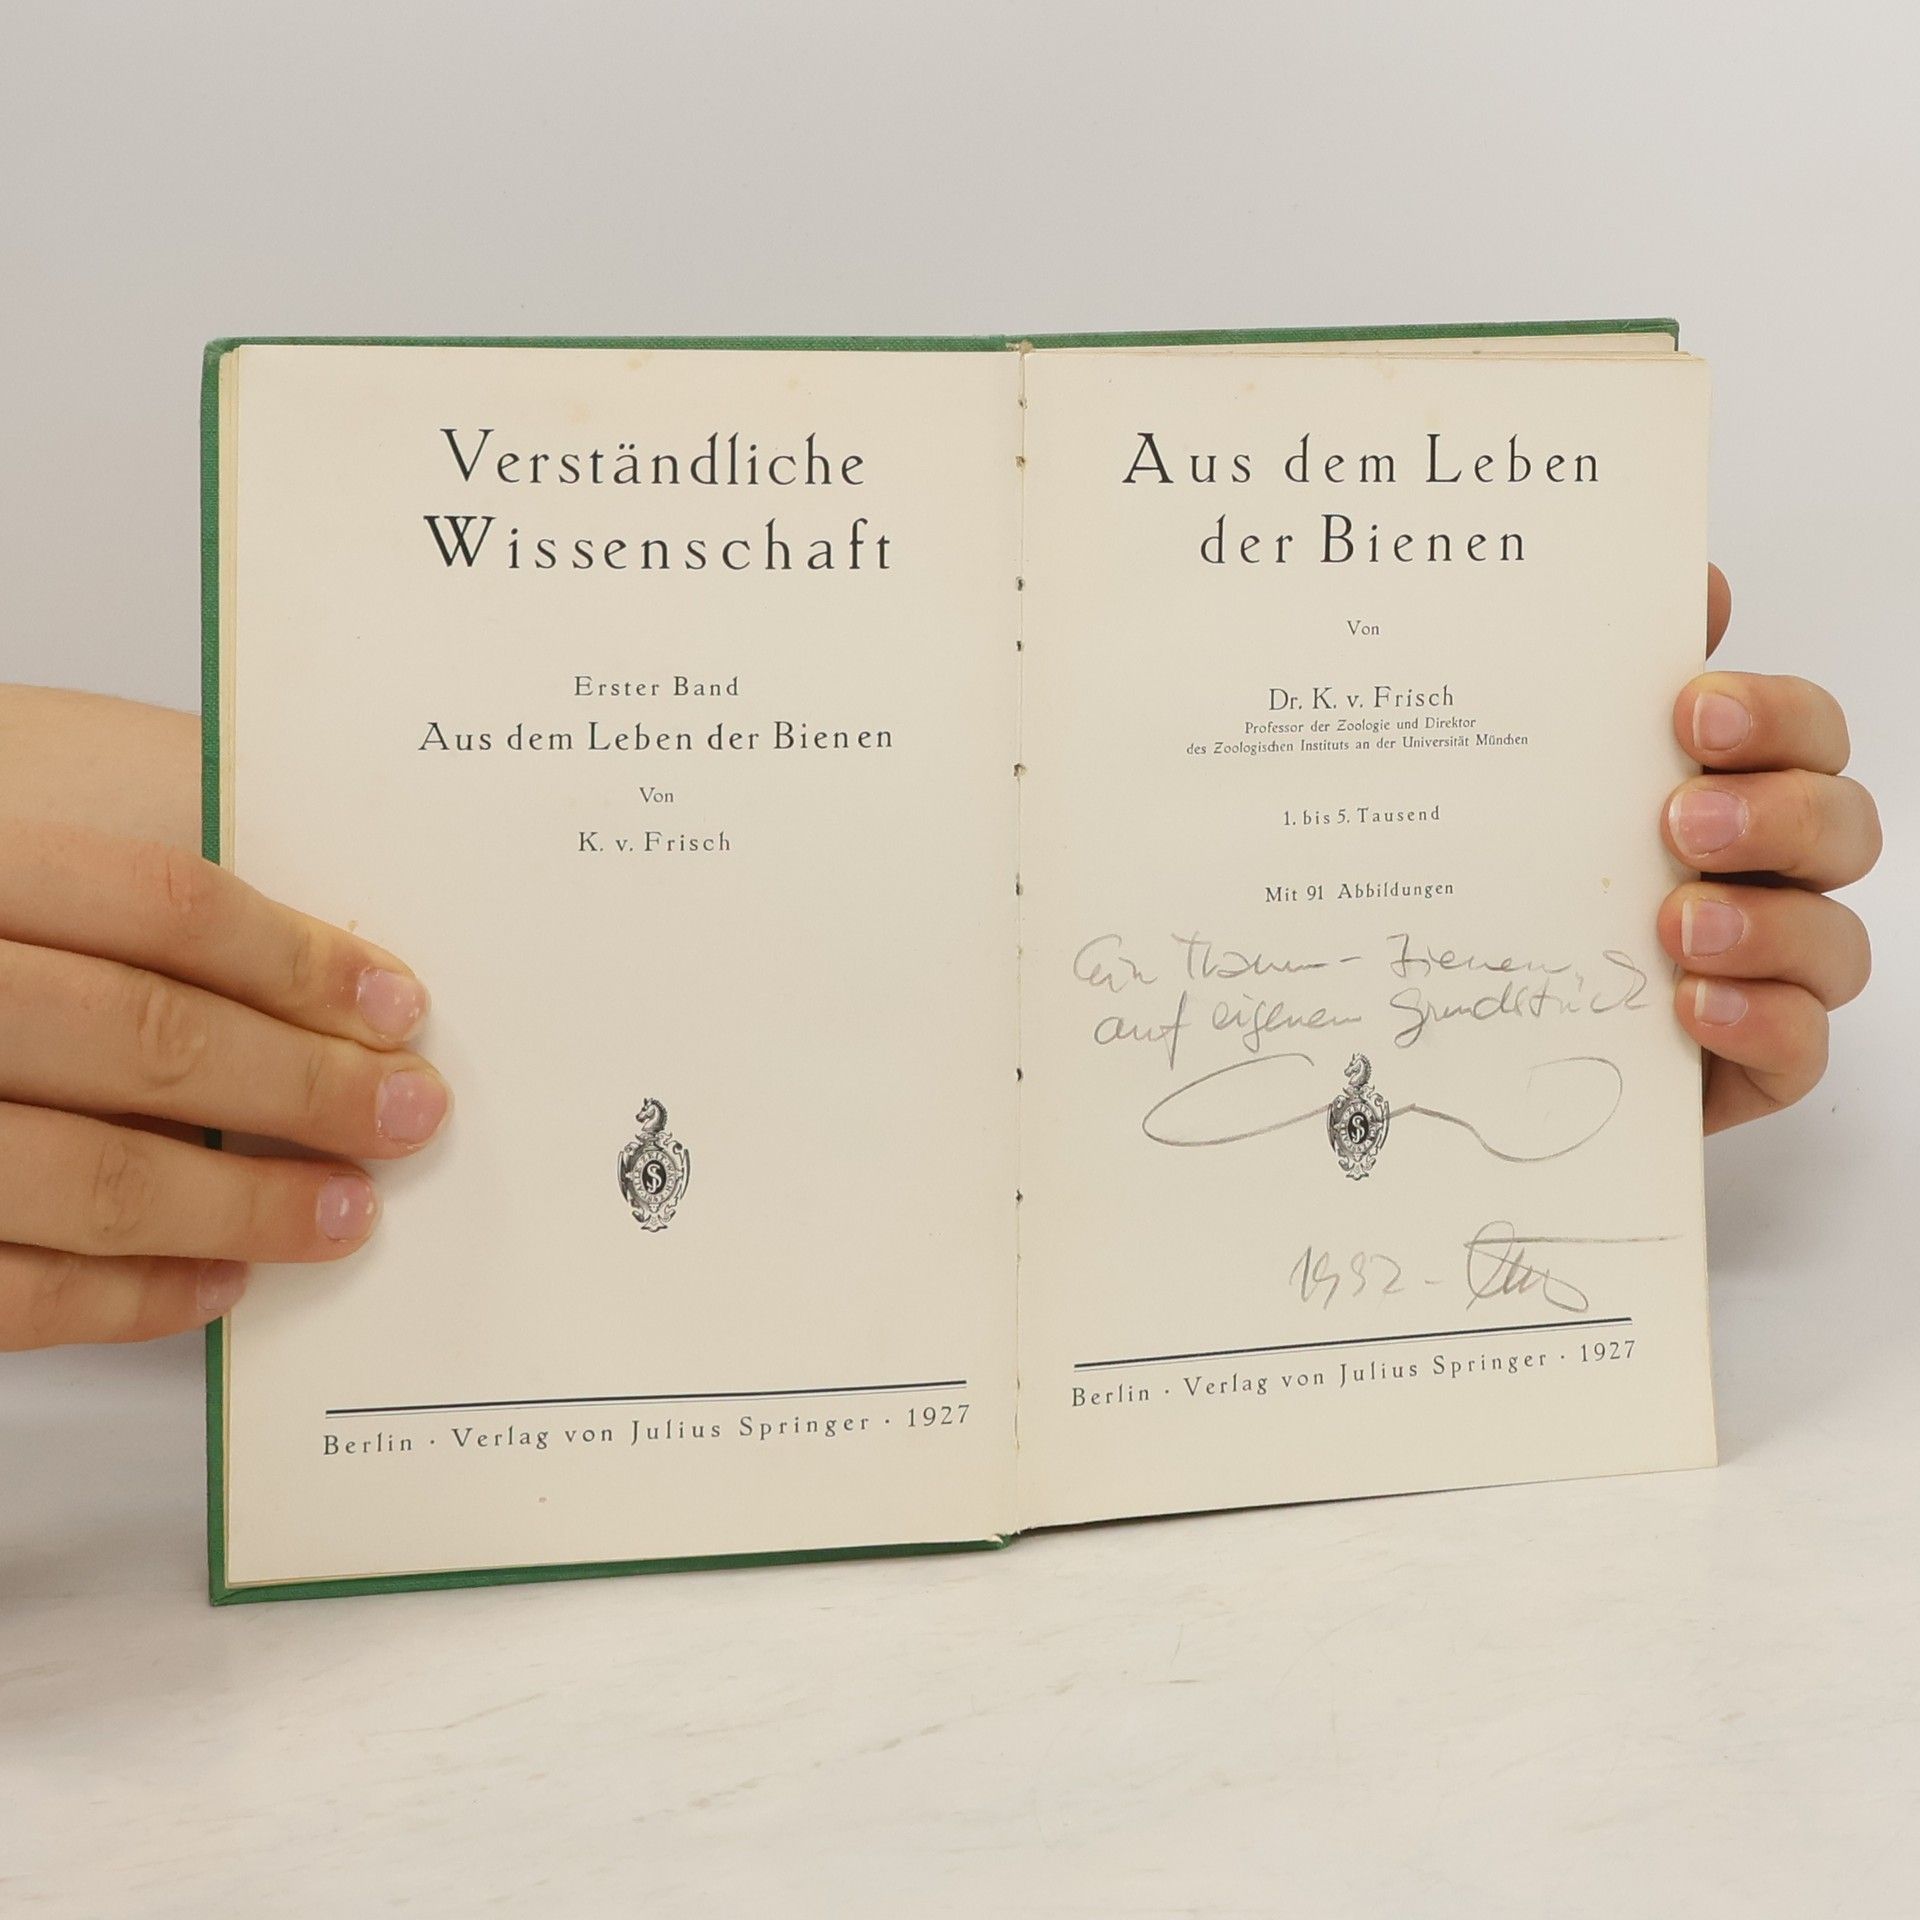 Verständliche
Wissenschaft
Erster Band
Aus dem Leben der Bienen
Von
K. v. Frisch
Berlin · Verlag von Julius Springer · 1927
Aus dem Leben
der Bienen
Von
Dr. K. v. Frisch
Professor der Zoologie und Direktor
des Zoologischen Instituts an der Universität München
1. bis 5. Tausend
Mit 91 Abbildungen
Ein
auf eigenem Grundstück
Berlin · Verlag von Julius Springer · 1927